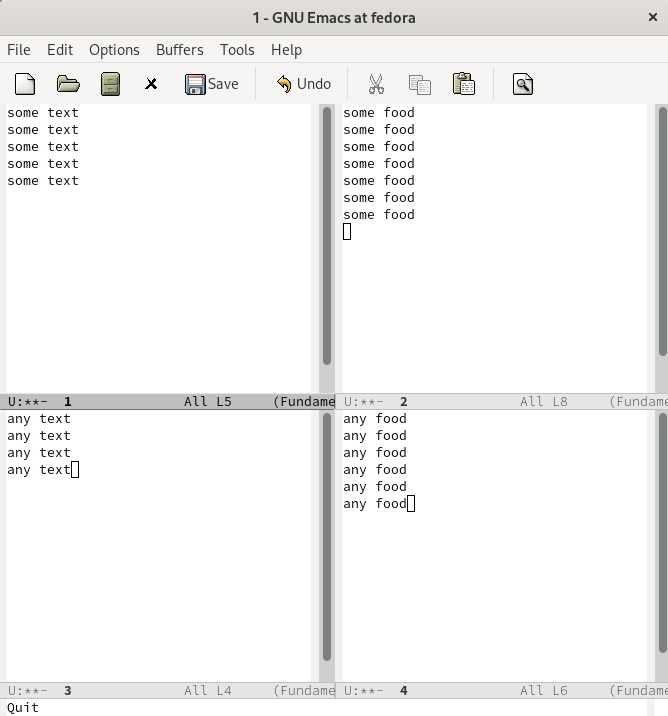 1 - GNU Emacs at fedora
File Edit Options Buffers Tools Help
Save Undo
some text
some text
some text
some text
some text
U:**- 1 All L5 (Fundame
some food
some food
some food
some food
some food
some food
some food
U:**- 2 All L8 (Fundame
any text
any text
any text
any text
U:**- 3 All L4 (Fundame
any food
any food
any food
any food
any food
any food
U:**- 4 All L6 (Fundame
Quit